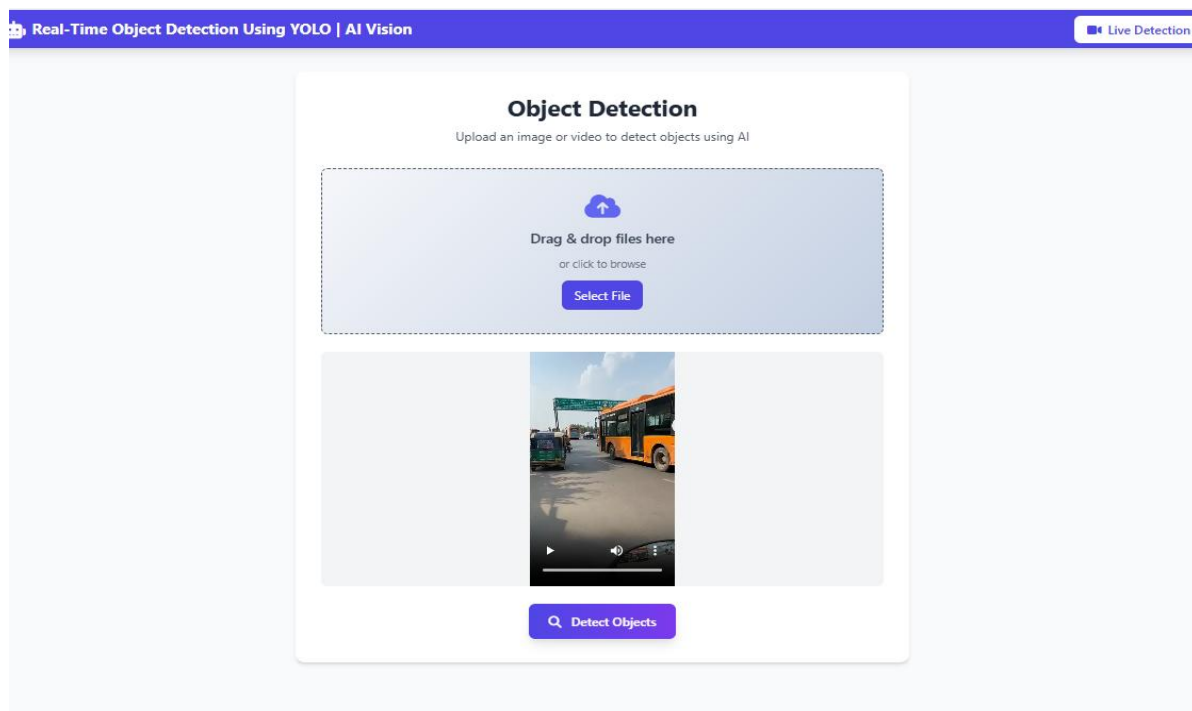 Real-Time Object Detection Using YOLO | AI Vision
Live Detection
Object Detection
Upload an image or video to detect objects using AI
Drag & drop files here
or click to browse
Select File
Detect Objects